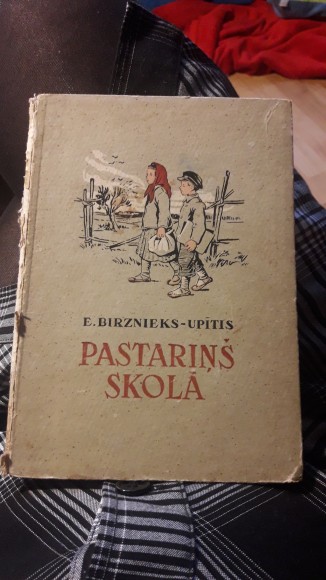 E. BIRZNIEKS-UPĪTIS
PASTARIŅŠ
SKOLĀ